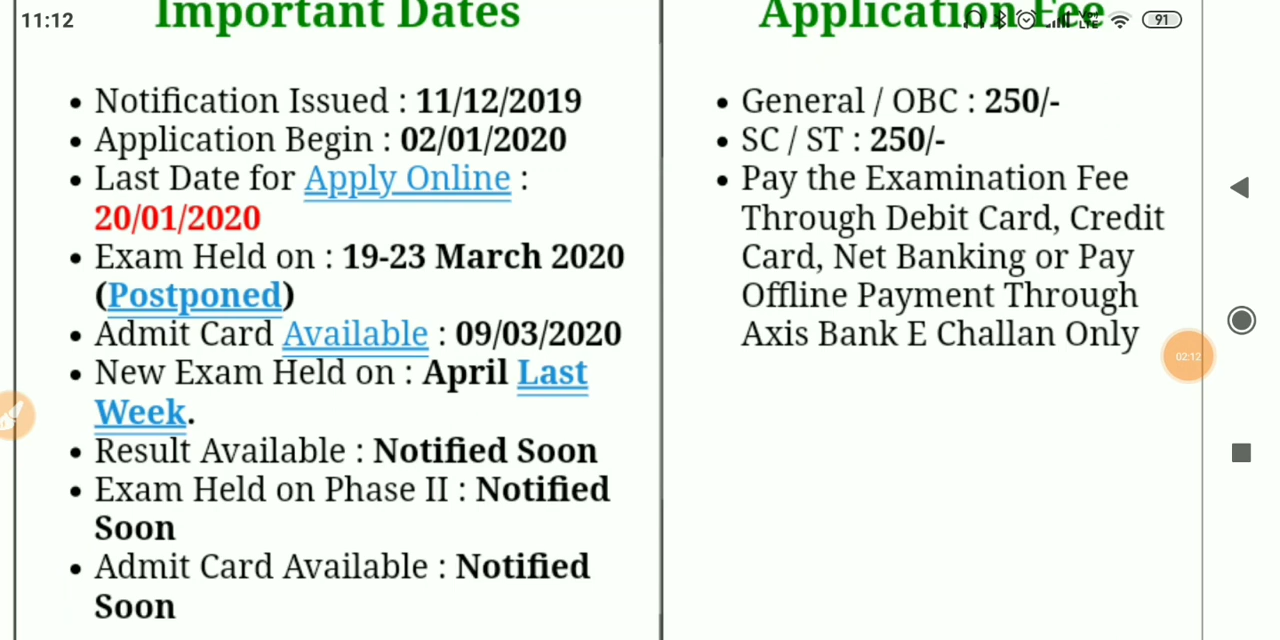 11:12
91
Important Dates
Notification Issued : 11/12/2019
Application Begin : 02/01/2020
Last Date for Apply Online :
20/01/2020
Exam Held on : 19-23 March 2020
(Postponed)
Admit Card Available : 09/03/2020
New Exam Held on : April Last
Week.
Result Available : Notified Soon
Exam Held on Phase II : Notified
Soon
Admit Card Available : Notified
Soon
Application Fee
General / OBC : 250/-
SC / ST : 250/-
Pay the Examination Fee
Through Debit Card, Credit
Card, Net Banking or Pay
Offline Payment Through
Axis Bank E Challan Only
02:12